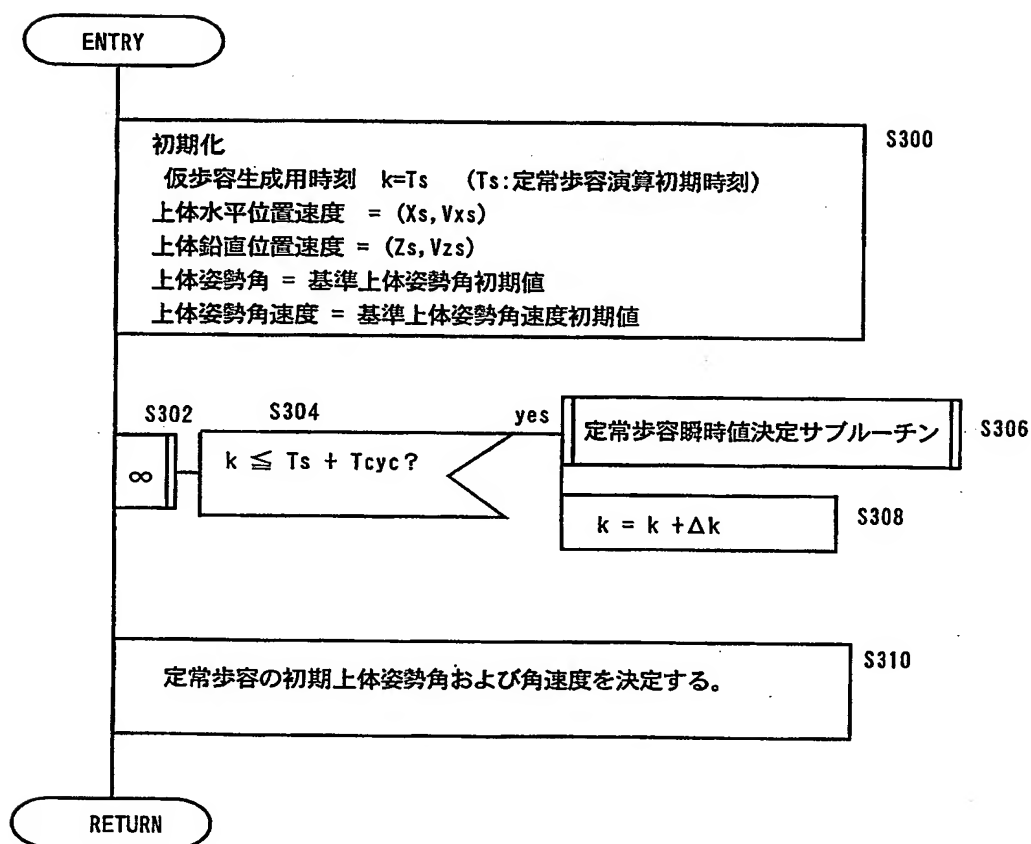 ENTRY
S300
初期化
仮歩容生成用時刻 k=Ts (Ts:定常歩容演算初期時刻)
上体水平位置速度 = (Xs,Vxs)
上体鉛直位置速度 = (Zs,Vzs)
上体姿勢角 = 基準上体姿勢角初期値
上体姿勢角速度 = 基準上体姿勢角速度初期値
S302
∞
S304
k ≦ Ts + Tcyc?
yes
定常歩容瞬時値決定サブルーチン
S306
k = k +Δk
S308
S310
定常歩容の初期上体姿勢角および角速度を決定する。
RETURN